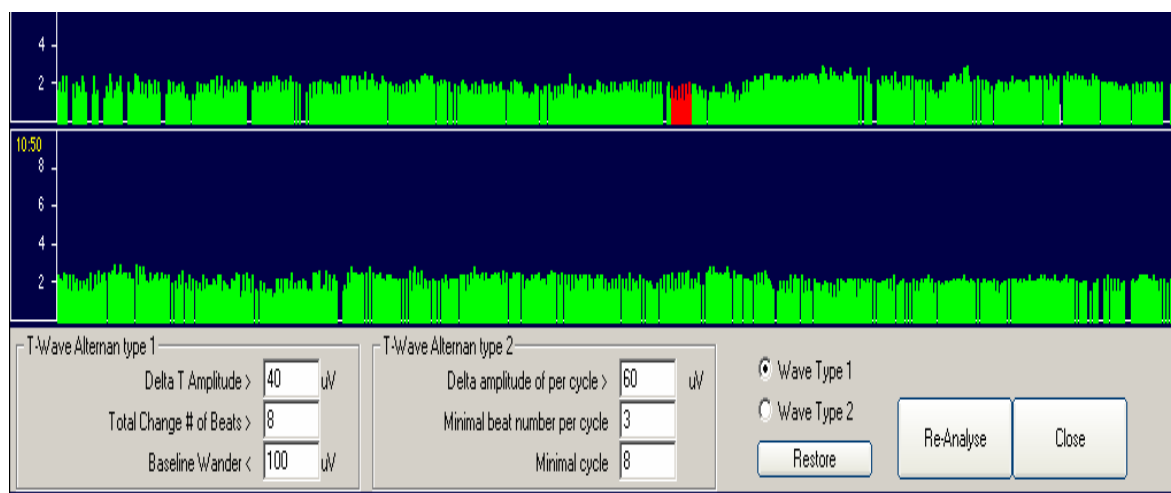 4
2
10:50
8
6
4
2
T-Wave Alternan type 1
Delta T Amplitude > 40 uV
Total Change # of Beats > 8
Baseline Wander < 100 uV
T-Wave Alternan type 2
Delta amplitude of per cycle > 60 uV
Minimal beat number per cycle 3
Minimal cycle 8
Wave Type 1
Wave Type 2
Restore
Re-Analyse
Close